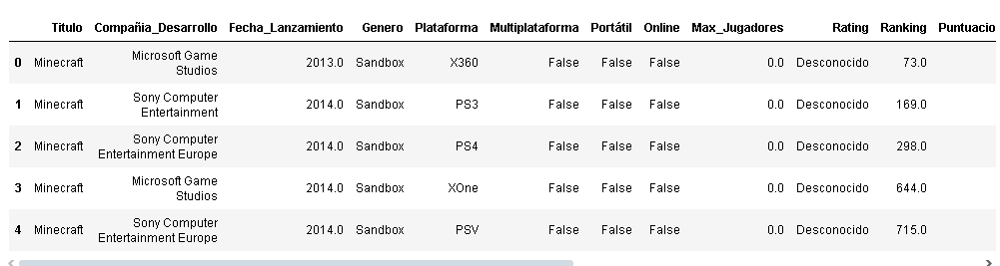 Titulo Compañia_Desarrollo Fecha_Lanzamiento Genero Plataforma Multiplataforma Portátil Online Max_Jugadores Rating Ranking Puntuacio
0 Minecraft Microsoft Game Studios 2013.0 Sandbox X360 False False False 0.0 Desconocido 73.0
1 Minecraft Sony Computer Entertainment 2014.0 Sandbox PS3 False False False 0.0 Desconocido 169.0
2 Minecraft Sony Computer Entertainment Europe 2014.0 Sandbox PS4 False False False 0.0 Desconocido 298.0
3 Minecraft Microsoft Game Studios 2014.0 Sandbox XOne False False False 0.0 Desconocido 644.0
4 Minecraft Sony Computer Entertainment Europe 2014.0 Sandbox PSV False False False 0.0 Desconocido 715.0